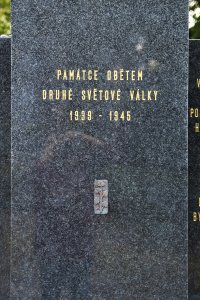 PAMÁTCE OBĚTEM
DRUHÉ SVĚTOVÉ VÁLKY
1939 - 1945